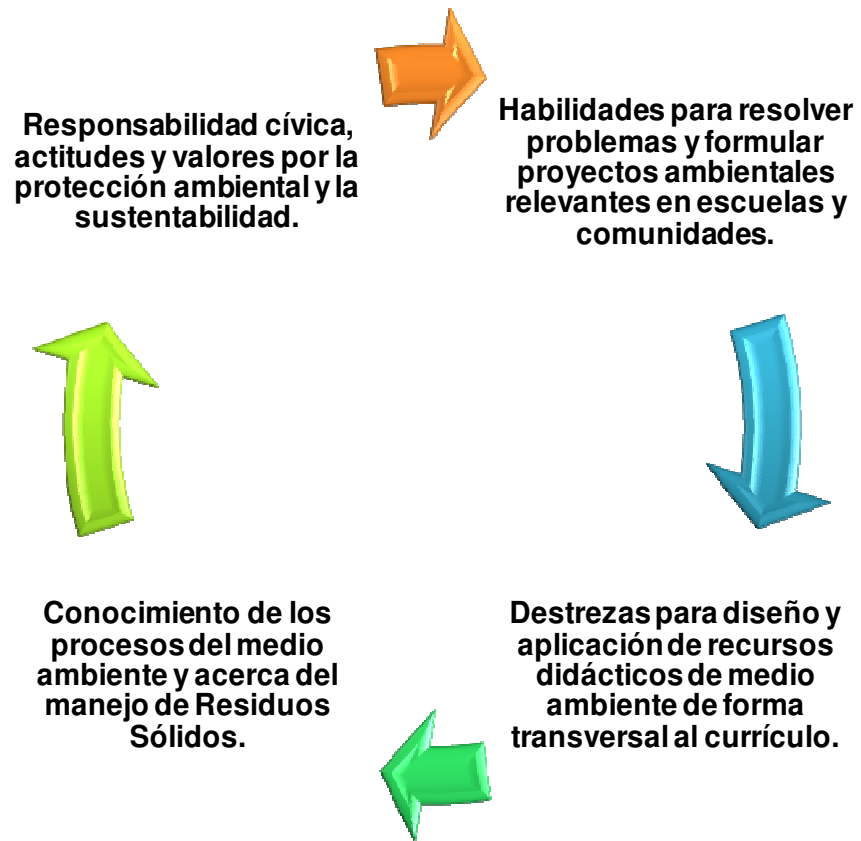 Responsabilidad cívica,
actitudes y valores por la
protección ambiental y la
sustentabilidad.
Habilidades para resolver
problemas y formular
proyectos ambientales
relevantes en escuelas y
comunidades.
Destrezas para diseño y
aplicación de recursos
didácticos de medio
ambiente de forma
transversal al currículo.
Conocimiento de los
procesos del medio
ambiente y acerca del
manejo de Residuos
Sólidos.